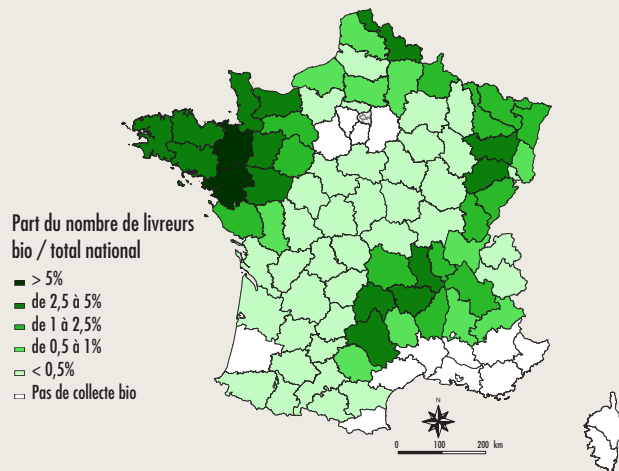 Part du nombre de livreurs
bio / total national
> 5%
de 2,5 à 5%
de 1 à 2,5%
de 0,5 à 1%
< 0,5%
Pas de collecte bio
N
0 100 200 km